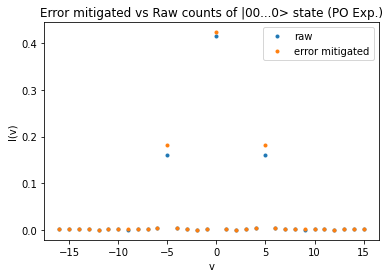 Error mitigated vs Raw counts of |00...0> state (PO Exp.)
raw
error mitigated
I(v)
0.4
0.3
0.2
0.1
0.0
−15
−10
−5
0
5
10
15
v